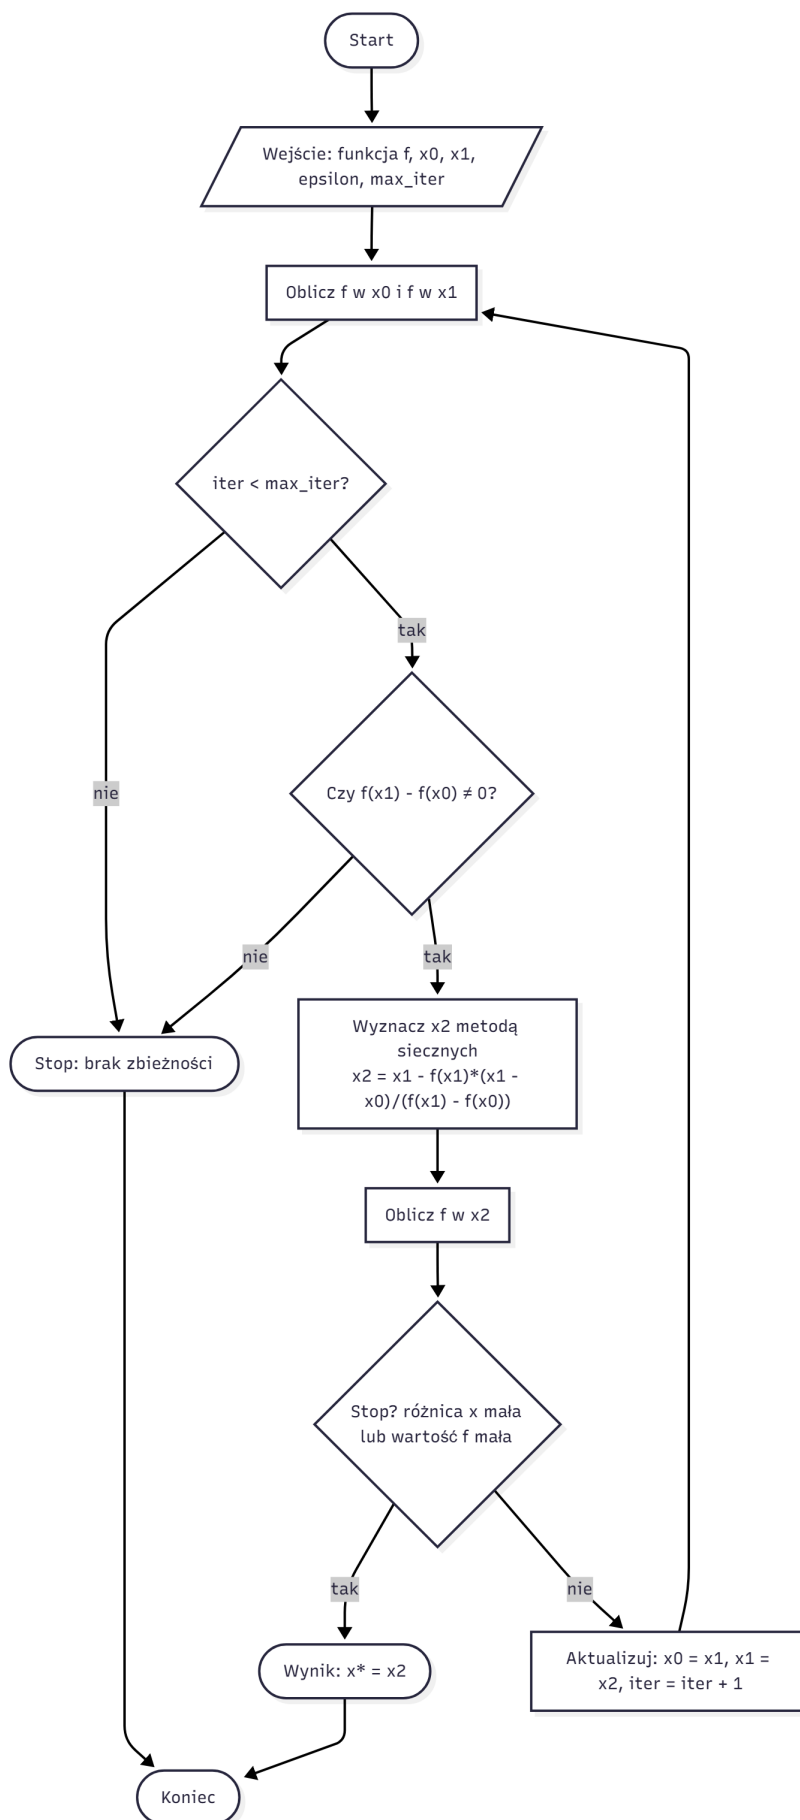 Start
Wejście: funkcja f, x0, x1,
epsilon, max_iter
Oblicz f w x0 i f w x1
iter < max_iter?
tak
nie
Czy f(x1) - f(x0) ≠ 0?
nie
tak
Stop: brak zbieżności
Wyznacz x2 metodą
siecznych
x2 = x1 - f(x1)*(x1 -
x0)/(f(x1) - f(x0))
Oblicz f w x2
Stop? różnica x mała
lub wartość f mała
tak
nie
Wynik: x* = x2
Aktualizuj: x0 = x1, x1 =
x2, iter = iter + 1
Koniec